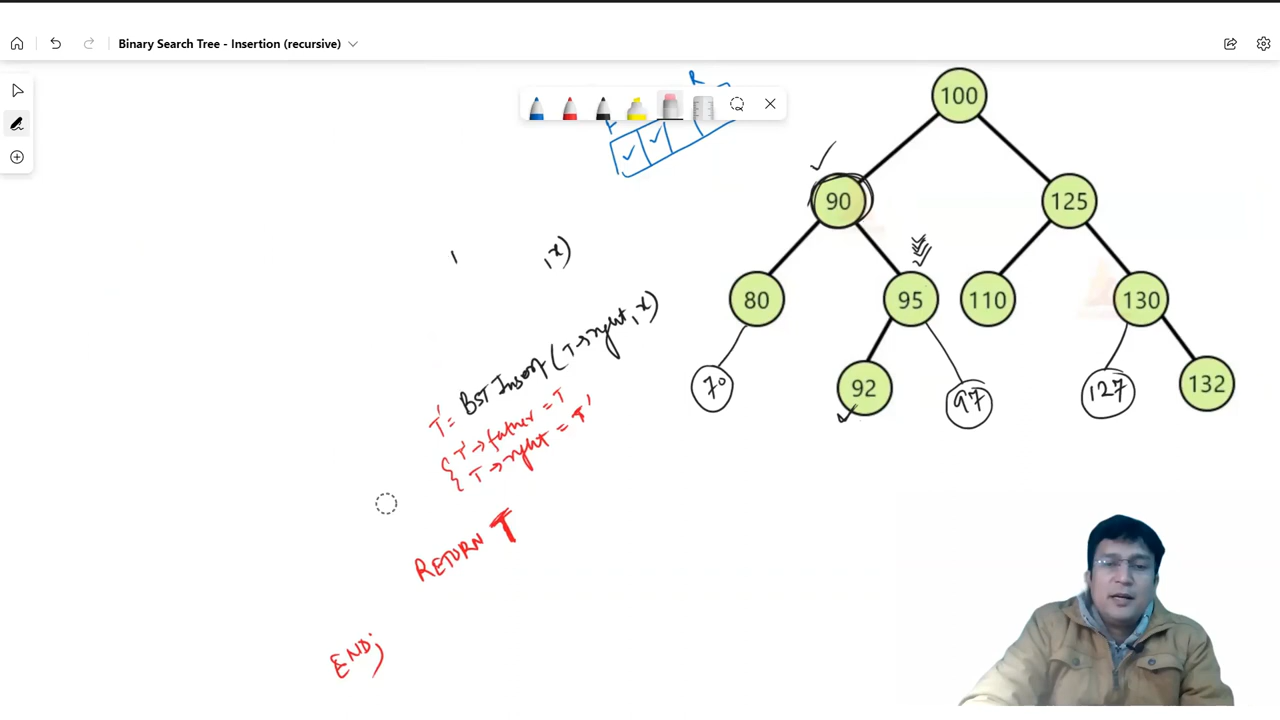 Binary Search Tree - Insertion (recursive)
R
100
90
125
80
95
110
130
70
92
97
127
132
, x)
T' = BST Insert (T→right, x)
{ T'→father = T
T→right = T'
RETURN T
END;